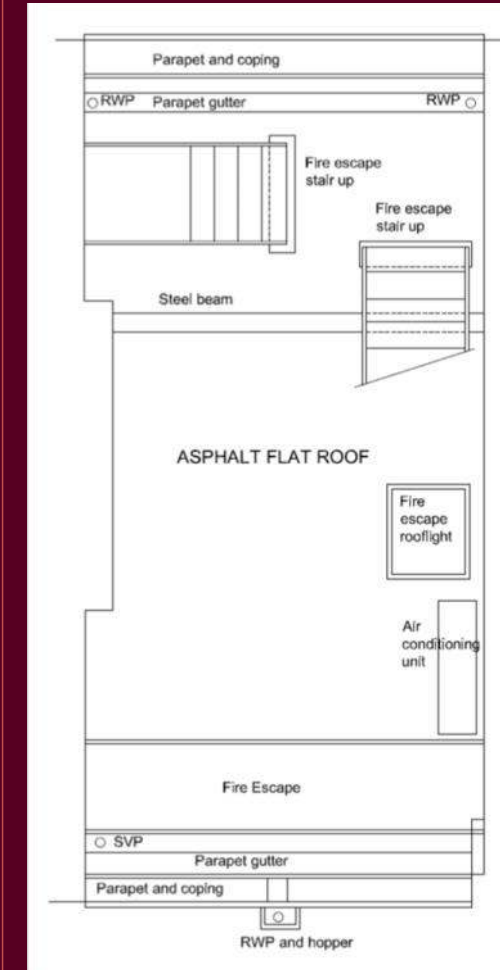 Parapet and coping
RWP Parapet gutter RWP
Fire escape
stair up
Fire escape
stair up
Steel beam
ASPHALT FLAT ROOF
Fire
escape
rooflight
Air
conditioning
unit
Fire Escape
SVP
Parapet gutter
Parapet and coping
RWP and hopper